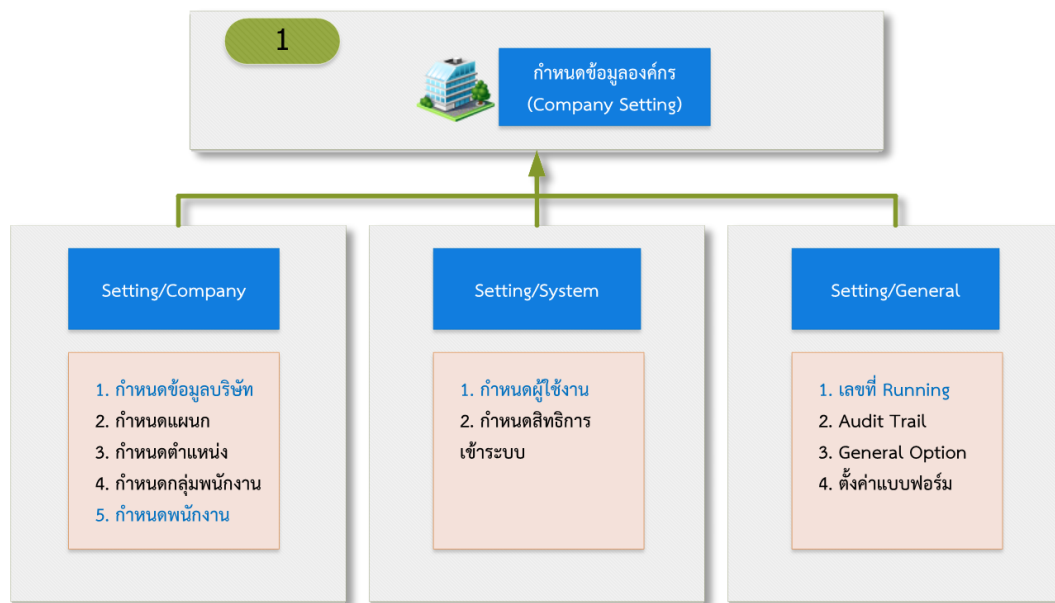 1
กำหนดข้อมูลองค์กร
(Company Setting)
Setting/Company
1. กำหนดข้อมูลบริษัท
2. กำหนดแผนก
3. กำหนดตำแหน่ง
4. กำหนดกลุ่มพนักงาน
5. กำหนดพนักงาน
Setting/System
1. กำหนดผู้ใช้งาน
2. กำหนดสิทธิการ
เข้าระบบ
Setting/General
1. เลขที่ Running
2. Audit Trail
3. General Option
4. ตั้งค่าแบบฟอร์ม